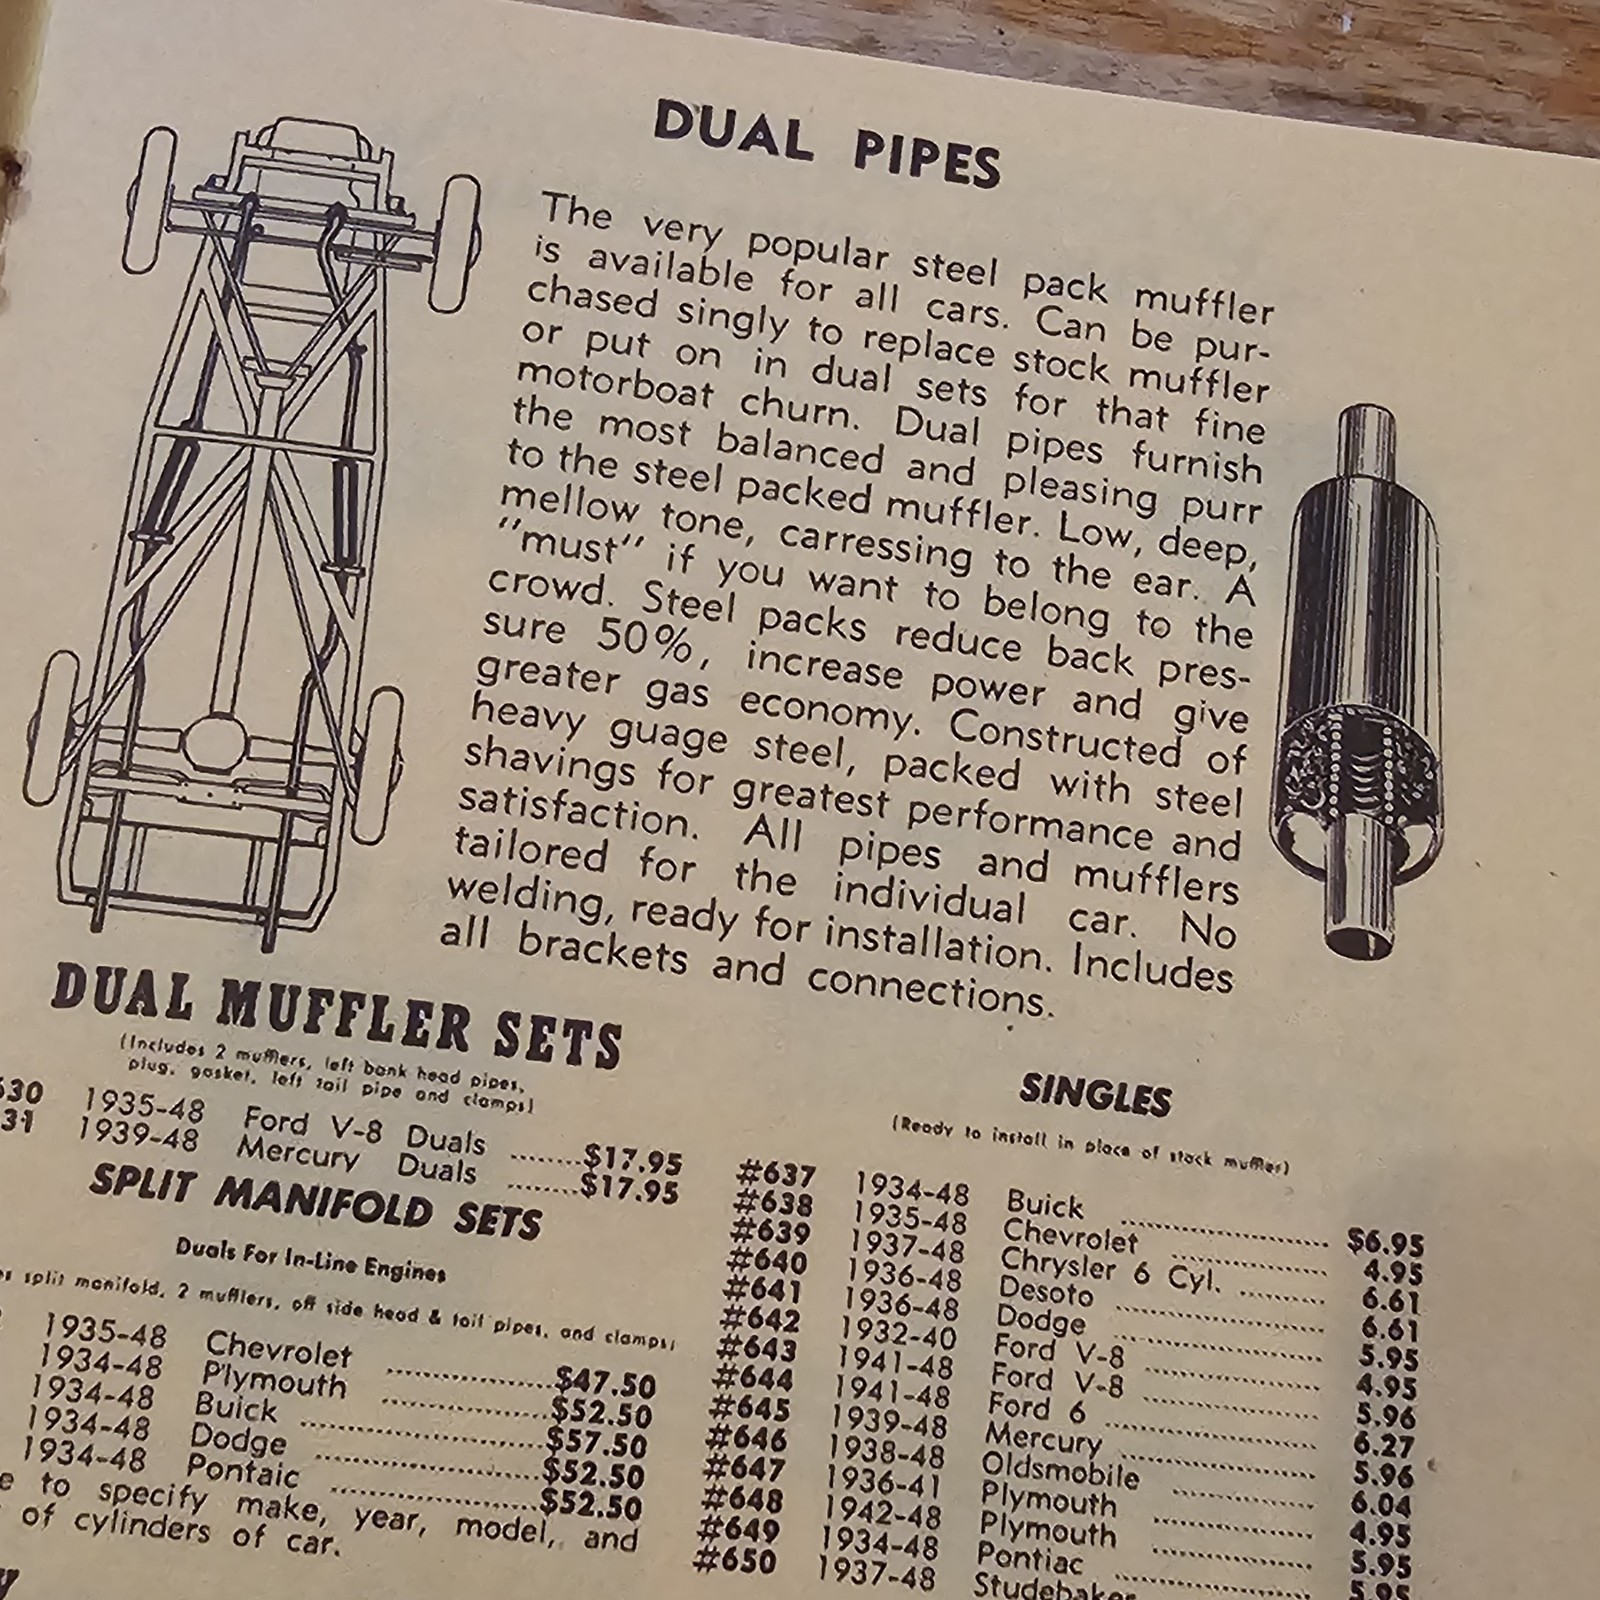 DUAL PIPES
The very popular steel pack muffler
is available for all cars. Can be pur-
chased singly to replace stock muffler
or put on in dual sets for that fine
motorboat churn. Dual pipes furnish
the most balanced and pleasing purr
to the steel packed muffler. Low, deep,
mellow tone, carressing to the ear. A
"must" if you want to belong to the
crowd. Steel packs reduce back pres-
sure 50%, increase power and give
greater gas economy. Constructed of
heavy guage steel, packed with steel
shavings for greatest performance and
satisfaction. All pipes and mufflers
tailored for the individual car. No
welding, ready for installation. Includes
all brackets and connections.
DUAL MUFFLER SETS
(Includes 2 mufflers, left bank head pipes,
plug, gasket, left tail pipe and clamps)
630 1935-48 Ford V-8 Duals ........$17.95
31 1939-48 Mercury Duals ........$17.95
SPLIT MANIFOLD SETS
Duals For In-Line Engines
split manifold, 2 mufflers, off side head & tail pipes, and clamps)
1935-48 Chevrolet ........$47.50
1934-48 Plymouth ........$52.50
1934-48 Buick ........$57.50
1934-48 Dodge ........$52.50
1934-48 Pontaic ........$52.50
to specify make, year, model, and
of cylinders of car.
SINGLES
(Ready to install in place of stock muffler)
#637 1934-48 Buick ........ $6.95
#638 1935-48 Chevrolet ........ 4.95
#639 1937-48 Chrysler 6 Cyl. ........ 6.61
#640 1936-48 Desoto ........ 6.61
#641 1936-48 Dodge ........ 5.95
#642 1932-40 Ford V-8 ........ 4.95
#643 1941-48 Ford V-8 ........ 5.96
#644 1941-48 Ford 6 ........ 6.27
#645 1939-48 Mercury ........ 5.96
#646 1938-48 Oldsmobile ........ 6.04
#647 1936-41 Plymouth ........ 4.95
#648 1942-48 Plymouth ........ 5.95
#649 1934-48 Pontiac ........ 5.95
#650 1937-48 Studebaker